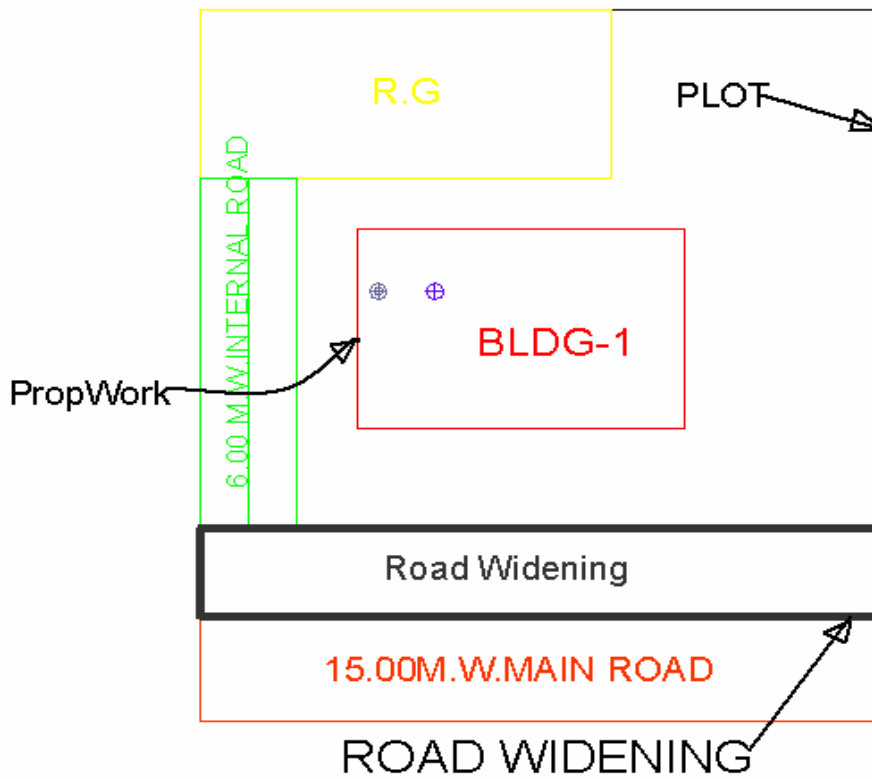 R.G
PLOT
6.00 M.W.INTERNAL ROAD
BLDG-1
PropWork
Road Widening
15.00M.W.MAIN ROAD
ROAD WIDENING